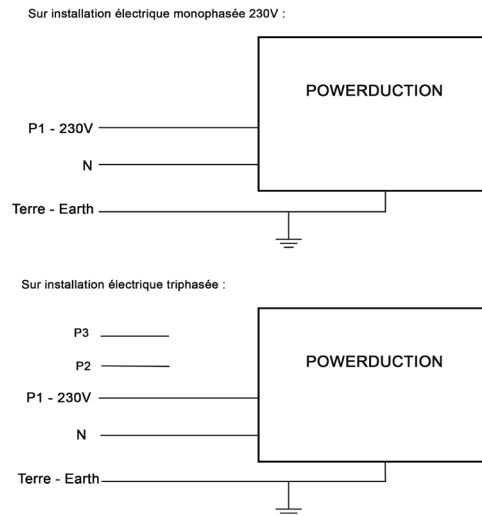 Sur installation électrique monophasée 230V :
POWERDUCTION
P1 - 230V
N
Terre - Earth
Sur installation électrique triphasée :
P3
P2
POWERDUCTION
P1 - 230V
N
Terre - Earth